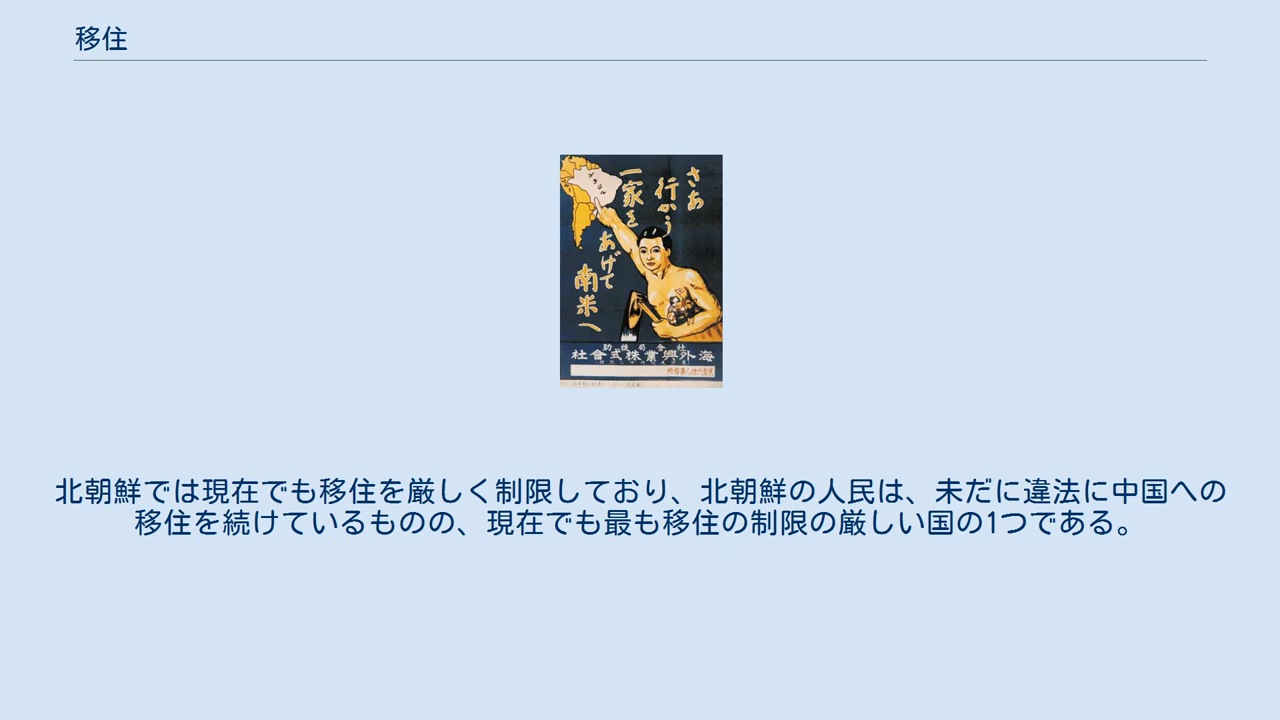 移住
さあ
行かう
一家をあげて
南米へ
社會式株業興外海
北朝鮮では現在でも移住を厳しく制限しており、北朝鮮の人民は、未だに違法に中国への
移住を続けているものの、現在でも最も移住の制限の厳しい国の1つである。